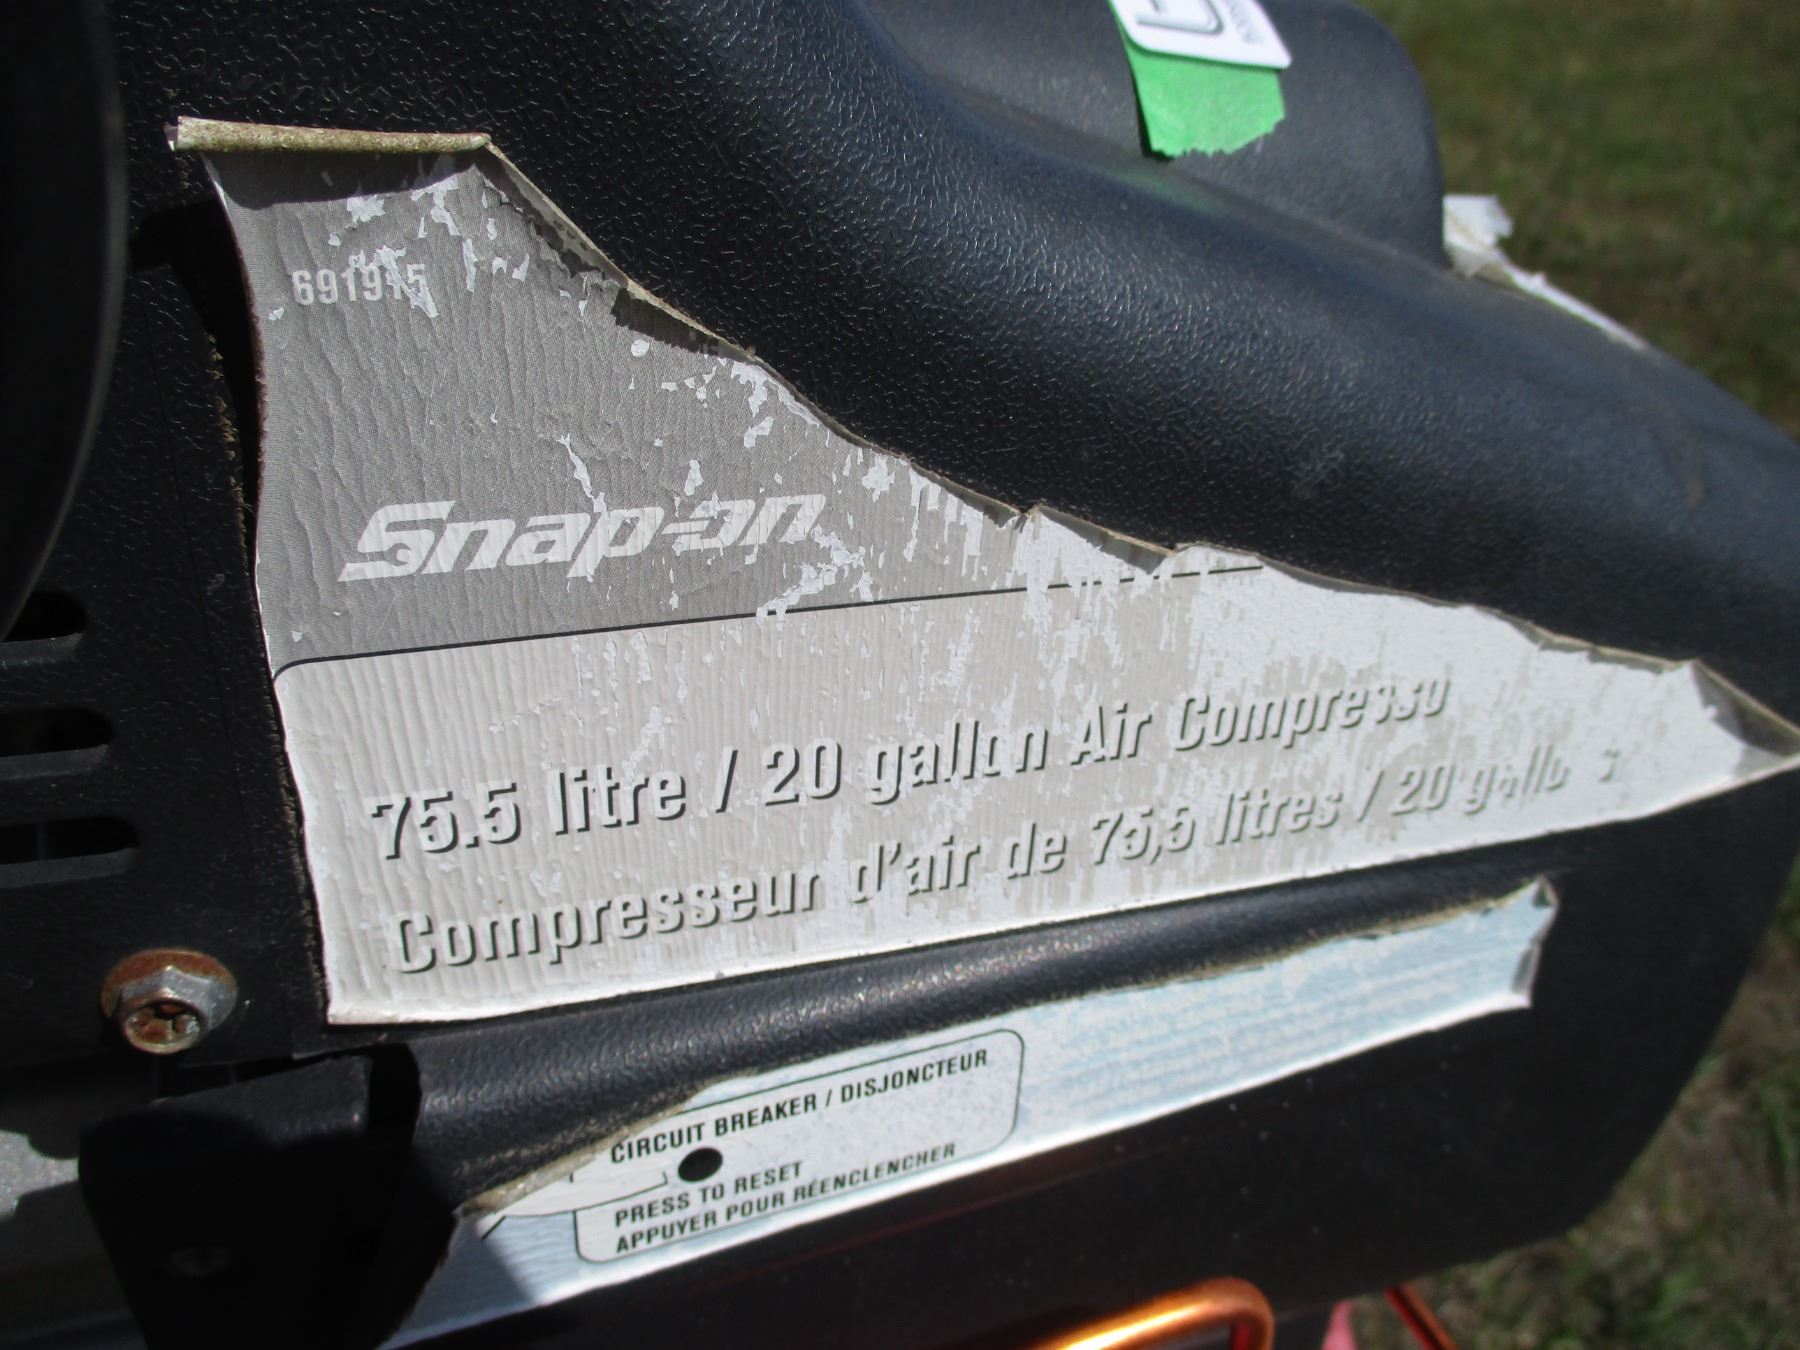 691915
Snap-on
75.5 litre / 20 gallon Air Compresso
Compresseur d'air de 75,5 litres / 20 gallo s
CIRCUIT BREAKER / DISJONCTEUR
PRESS TO RESET
APPUYER POUR RÉENCLENCHER